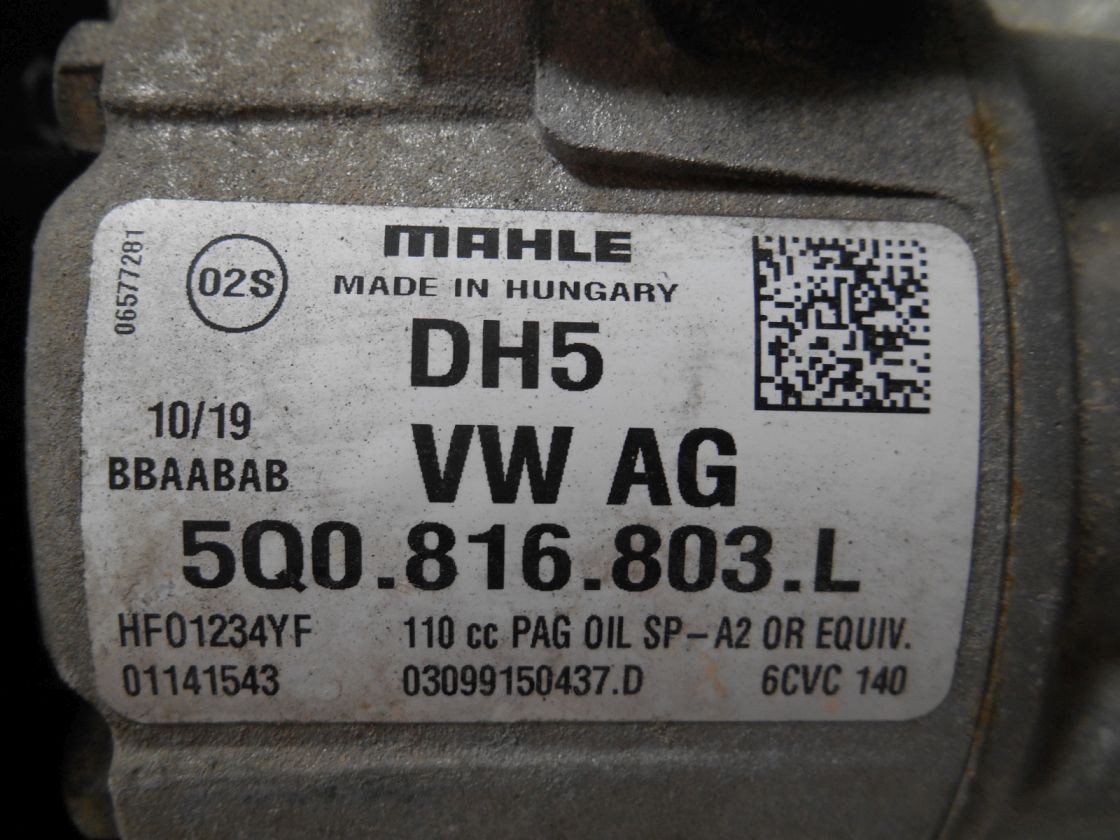 06577281
02S
MAHLE
MADE IN HUNGARY
DH5
10/19
VW AG
BBAABAB
5Q0.816.803.L
HFO1234YF 110 cc PAG OIL SP-A2 OR EQUIV.
01141543 03099150437.D 6CVC 140